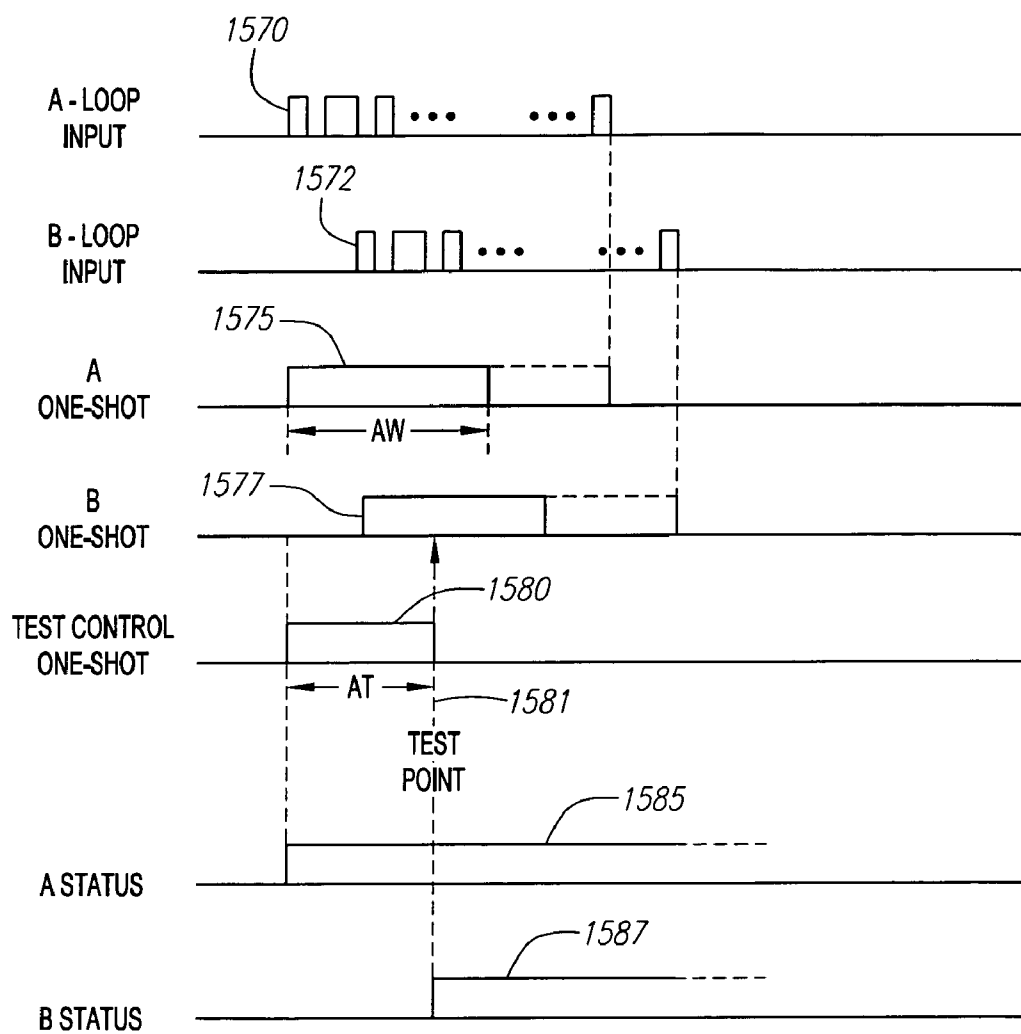 1570
A - LOOP
INPUT
1572
B - LOOP
INPUT
1575
A
ONE-SHOT
AW
1577
B
ONE-SHOT
1580
TEST CONTROL
ONE-SHOT
AT
1581
TEST
POINT
1585
A STATUS
1587
B STATUS